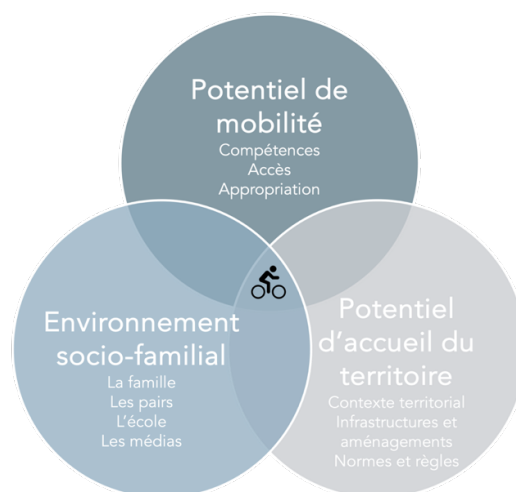 Potentiel de
mobilité
Compétences
Accès
Appropriation
Environnement
socio-familial
La famille
Les pairs
L'école
Les médias
Potentiel
d'accueil du
territoire
Contexte territorial
Infrastructures et
aménagements
Normes et règles